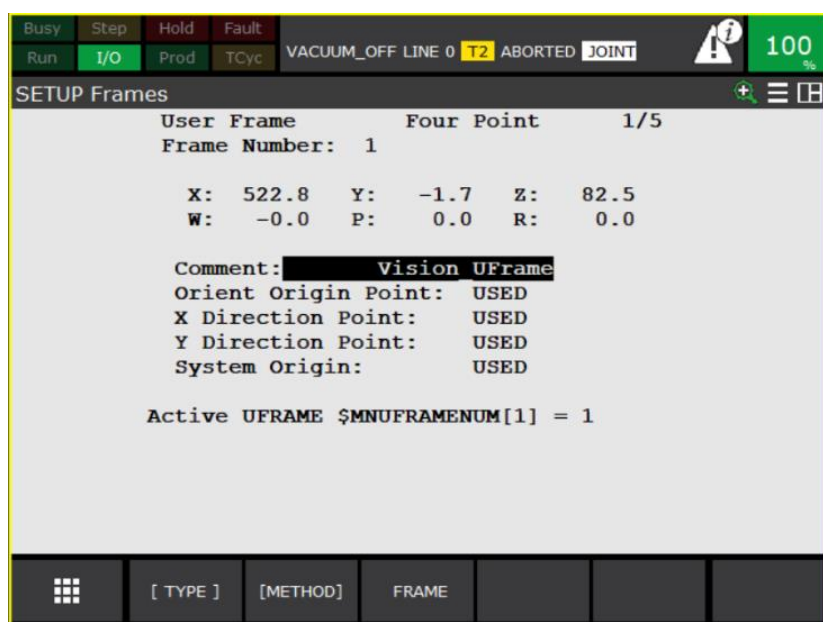 Busy Step Hold Fault
Run I/O Prod TCyc VACUUM_OFF LINE 0 T2 ABORTED JOINT 100 %
SETUP Frames
User Frame Four Point 1/5
Frame Number: 1
X: 522.8 Y: -1.7 Z: 82.5
W: -0.0 P: 0.0 R: 0.0
Comment: Vision UFrame
Orient Origin Point: USED
X Direction Point: USED
Y Direction Point: USED
System Origin: USED
Active UFRAME $MNUFRAMENUM[1] = 1
[ TYPE ] [METHOD] FRAME